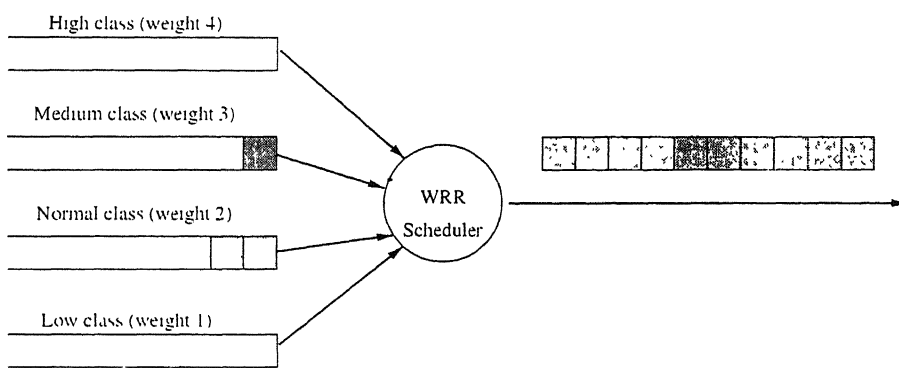 High class (weight 4)
Medium class (weight 3)
Normal class (weight 2)
Low class (weight 1)
WRR
Scheduler